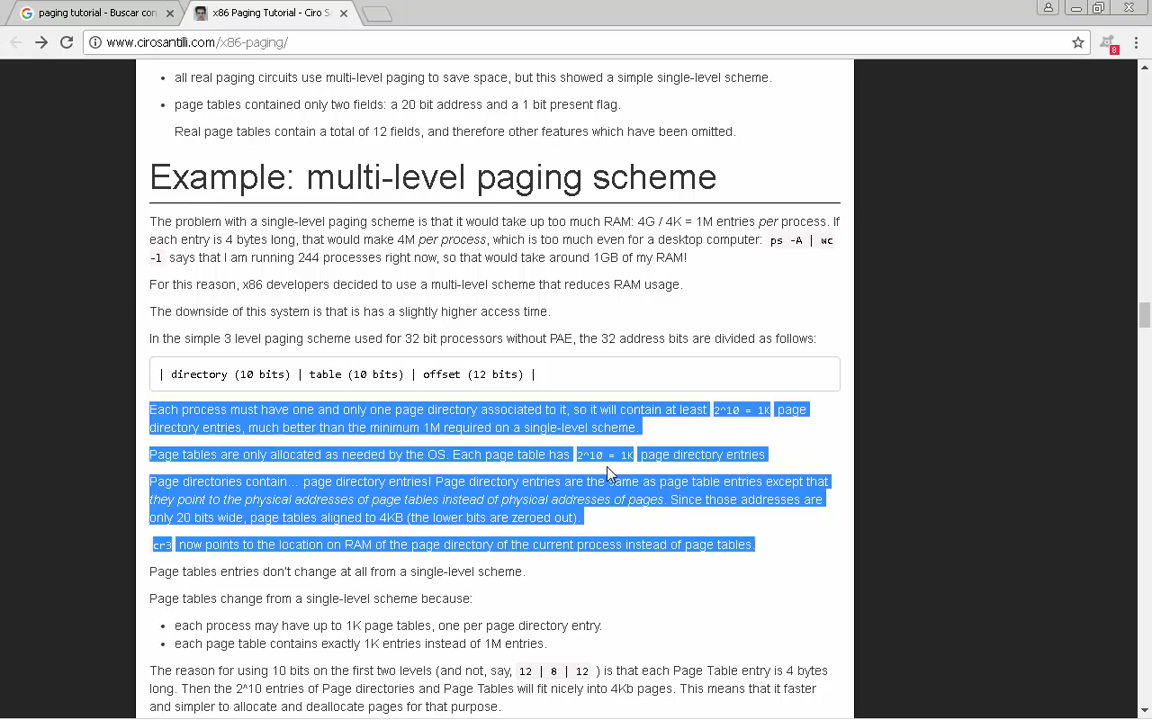 paging tutorial - Buscar con
x86 Paging Tutorial - Ciro S
www.cirosantilli.com/x86-paging/
8
all real paging circuits use multi-level paging to save space, but this showed a simple single-level scheme.
page tables contained only two fields: a 20 bit address and a 1 bit present flag.
Real page tables contain a total of 12 fields, and therefore other features which have been omitted.
Example: multi-level paging scheme
The problem with a single-level paging scheme is that it would take up too much RAM: 4G / 4K = 1M entries per process. If
each entry is 4 bytes long, that would make 4M per process, which is too much even for a desktop computer: ps -A | wc
-l says that I am running 244 processes right now, so that would take around 1GB of my RAM!
For this reason, x86 developers decided to use a multi-level scheme that reduces RAM usage.
The downside of this system is that is has a slightly higher access time.
In the simple 3 level paging scheme used for 32 bit processors without PAE, the 32 address bits are divided as follows:
| directory (10 bits) | table (10 bits) | offset (12 bits) |
Each process must have one and only one page directory associated to it, so it will contain at least 2^10 = 1K page
directory entries, much better than the minimum 1M required on a single-level scheme.
Page tables are only allocated as needed by the OS. Each page table has 2^10 = 1K page directory entries
Page directories contain... page directory entries! Page directory entries are the same as page table entries except that
they point to the physical addresses of page tables instead of physical addresses of pages. Since those addresses are
only 20 bits wide, page tables aligned to 4KB (the lower bits are zeroed out).
cr3 now points to the location on RAM of the page directory of the current process instead of page tables.
Page tables entries don't change at all from a single-level scheme.
Page tables change from a single-level scheme because:
each process may have up to 1K page tables, one per page directory entry.
each page table contains exactly 1K entries instead of 1M entries.
The reason for using 10 bits on the first two levels (and not, say, 12 | 8 | 12 ) is that each Page Table entry is 4 bytes
long. Then the 2^10 entries of Page directories and Page Tables will fit nicely into 4Kb pages. This means that it faster
and simpler to allocate and deallocate pages for that purpose.